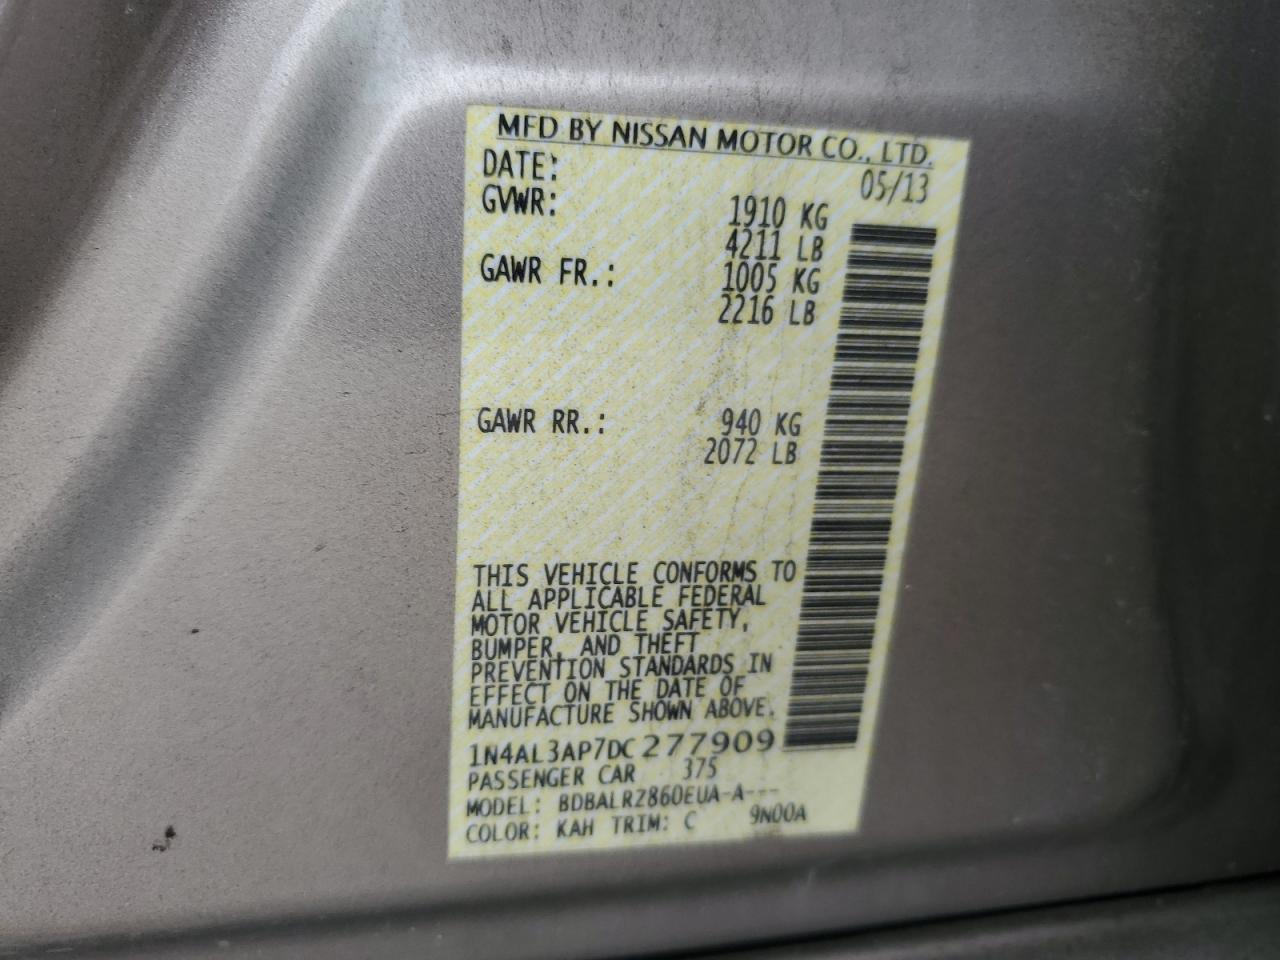 MFD BY NISSAN MOTOR CO., LTD.
DATE: 05/13
GVWR: 1910 KG
4211 LB
GAWR FR.: 1005 KG
2216 LB
GAWR RR.: 940 KG
2072 LB
THIS VEHICLE CONFORMS TO
ALL APPLICABLE FEDERAL
MOTOR VEHICLE SAFETY,
BUMPER, AND THEFT
PREVENTION STANDARDS IN
EFFECT ON THE DATE OF
MANUFACTURE SHOWN ABOVE.
1N4AL3AP7DC277909
PASSENGER CAR 375
MODEL: BDBALR2860EUA-A---
COLOR: KAH TRIM: C 9N00A